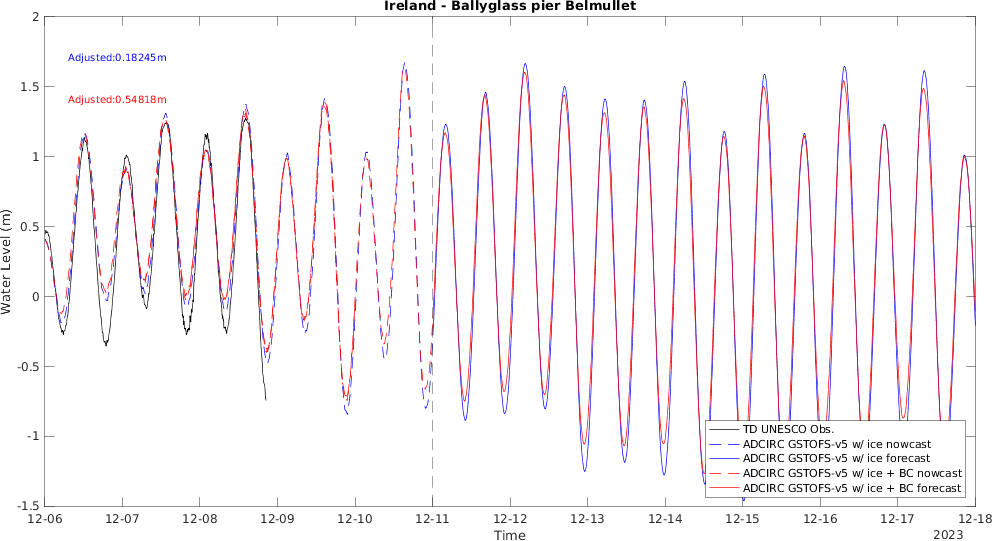 Ireland - Ballyglass pier Belmullet
Adjusted:0.18245m
Adjusted:0.54818m
Water Level (m)
2
1.5
1
0.5
0
-0.5
-1
-1.5
TD UNESCO Obs.
ADCIRC GSTOFS-v5 w/ ice nowcast
ADCIRC GSTOFS-v5 w/ ice forecast
ADCIRC GSTOFS-v5 w/ ice + BC nowcast
ADCIRC GSTOFS-v5 w/ ice + BC forecast
12-06 12-07 12-08 12-09 12-10 12-11 12-12 12-13 12-14 12-15 12-16 12-17 12-18
Time
2023